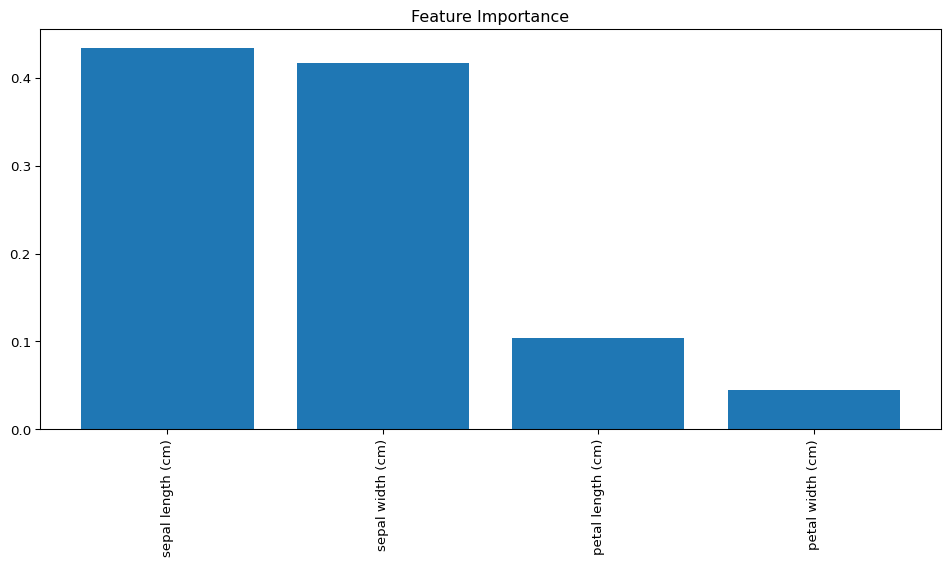 Feature Importance
0.4
0.3
0.2
0.1
0.0
sepal length (cm)
sepal width (cm)
petal length (cm)
petal width (cm)